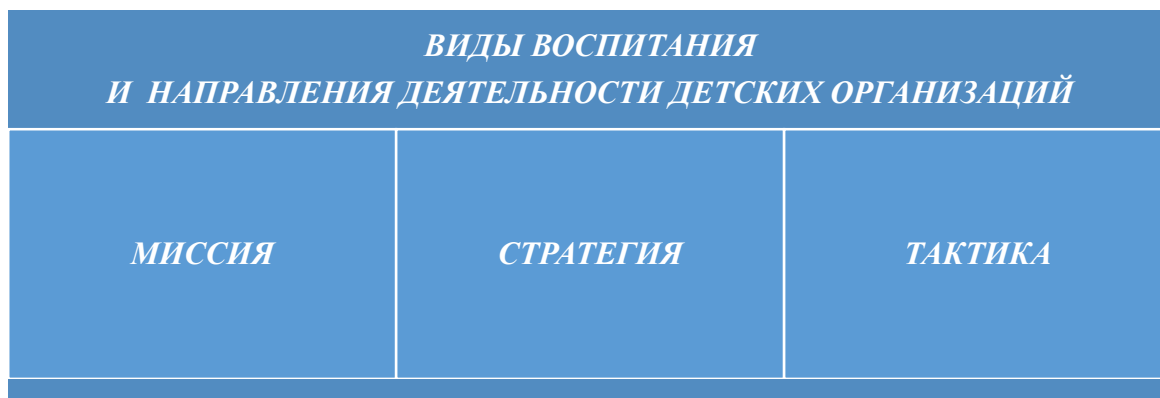 ВИДЫ ВОСПИТАНИЯ
И НАПРАВЛЕНИЯ ДЕЯТЕЛЬНОСТИ ДЕТСКИХ ОРГАНИЗАЦИЙ
МИССИЯ
СТРАТЕГИЯ
ТАКТИКА